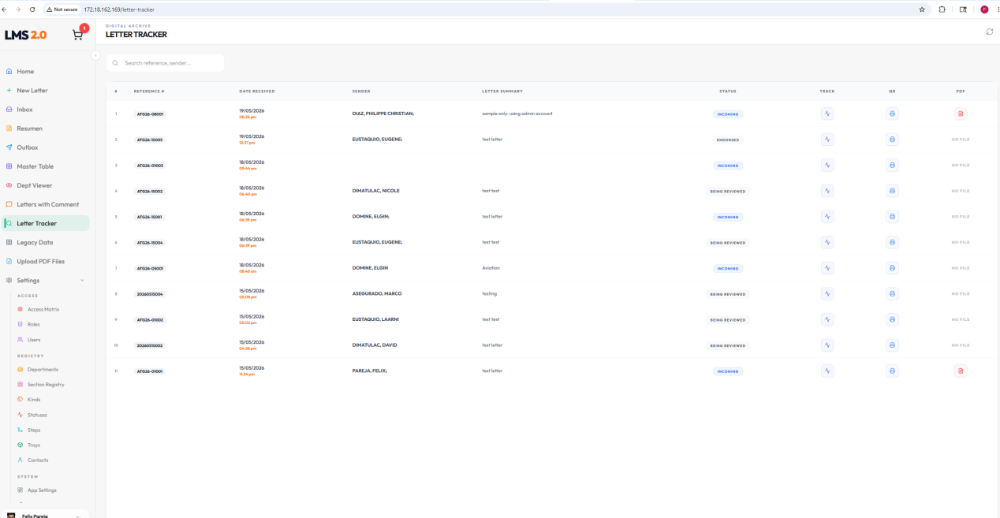 Not secure 172.18.162.169/letter-tracker
LMS 2.0
1
Home
New Letter
Inbox
Resumen
Outbox
Master Table
Dept Viewer
Letters with Comment
Letter Tracker
Legacy Data
Upload PDF Files
Settings
ACCESS
Access Matrix
Roles
Users
REGISTRY
Departments
Section Registry
Kinds
Statuses
Steps
Trays
Contacts
SYSTEM
App Settings
Felix Pareja
DIGITAL ARCHIVE
LETTER TRACKER
Search reference, sender...
# REFERENCE # DATE RECEIVED SENDER LETTER SUMMARY STATUS TRACK QR PDF
1 ATG26-08001 19/05/2026 DIAZ, PHILIPPE CHRISTIAN; sample only: using admin account INCOMING
08:26 pm
2 ATG26-15005 19/05/2026 EUSTAQUIO, EUGENE; test letter ENDORSED NO FILE
12:37 pm
3 ATG26-01003 18/05/2026 INCOMING NO FILE
09:44 am
4 ATG26-15002 18/05/2026 DIMATULAC, NICOLE test test BEING REVIEWED NO FILE
06:40 pm
5 ATG26-15001 18/05/2026 DOMINE, ELGIN; test letter INCOMING NO FILE
06:39 pm
6 ATG26-15004 18/05/2026 EUSTAQUIO, EUGENE; test test BEING REVIEWED NO FILE
06:39 pm
7 ATG26-05001 18/05/2026 DOMINE, ELGIN Aviation INCOMING NO FILE
08:48 am
8 20260515004 15/05/2026 ASEGURADO, MARCO testing BEING REVIEWED NO FILE
05:08 pm
9 ATG26-01002 15/05/2026 EUSTAQUIO, LAARNI test test BEING REVIEWED NO FILE
05:02 pm
10 20260515002 15/05/2026 DIMATULAC, DAVID test letter BEING REVIEWED NO FILE
04:58 pm
11 ATG26-01001 15/05/2026 PAREJA, FELIX; test letter INCOMING
11:34 pm